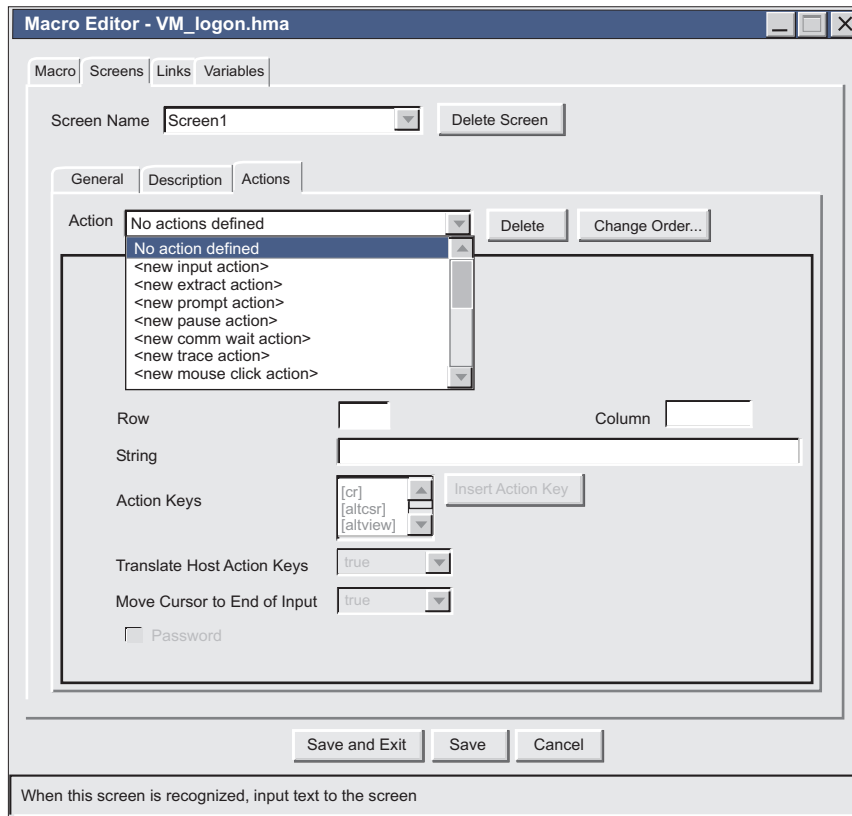 Macro Editor - VM_logon.hma
Macro Screens Links Variables
Screen Name Screen1 Delete Screen
General Description Actions
Action No actions defined Delete Change Order...
No action defined
<new input action>
<new extract action>
<new prompt action>
<new pause action>
<new comm wait action>
<new trace action>
<new mouse click action>
Row Column
String
Action Keys [cr] Insert Action Key
[altcsr]
[altview]
Translate Host Action Keys true
Move Cursor to End of Input true
Password
Save and Exit Save Cancel
When this screen is recognized, input text to the screen